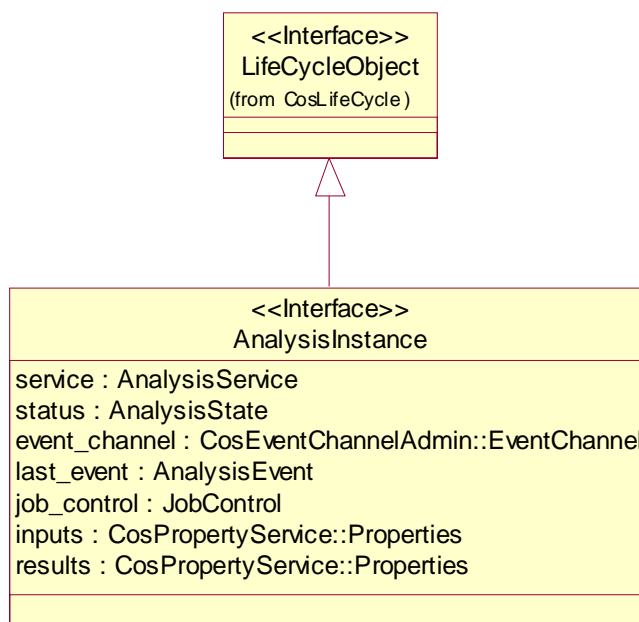 <<Interface>>
LifeCycleObject
(from CosLifeCycle)
<<Interface>>
AnalysisInstance
service : AnalysisService
status : AnalysisState
event_channel : CosEventChannelAdmin::EventChannel
last_event : AnalysisEvent
job_control : JobControl
inputs : CosPropertyService::Properties
results : CosPropertyService::Properties